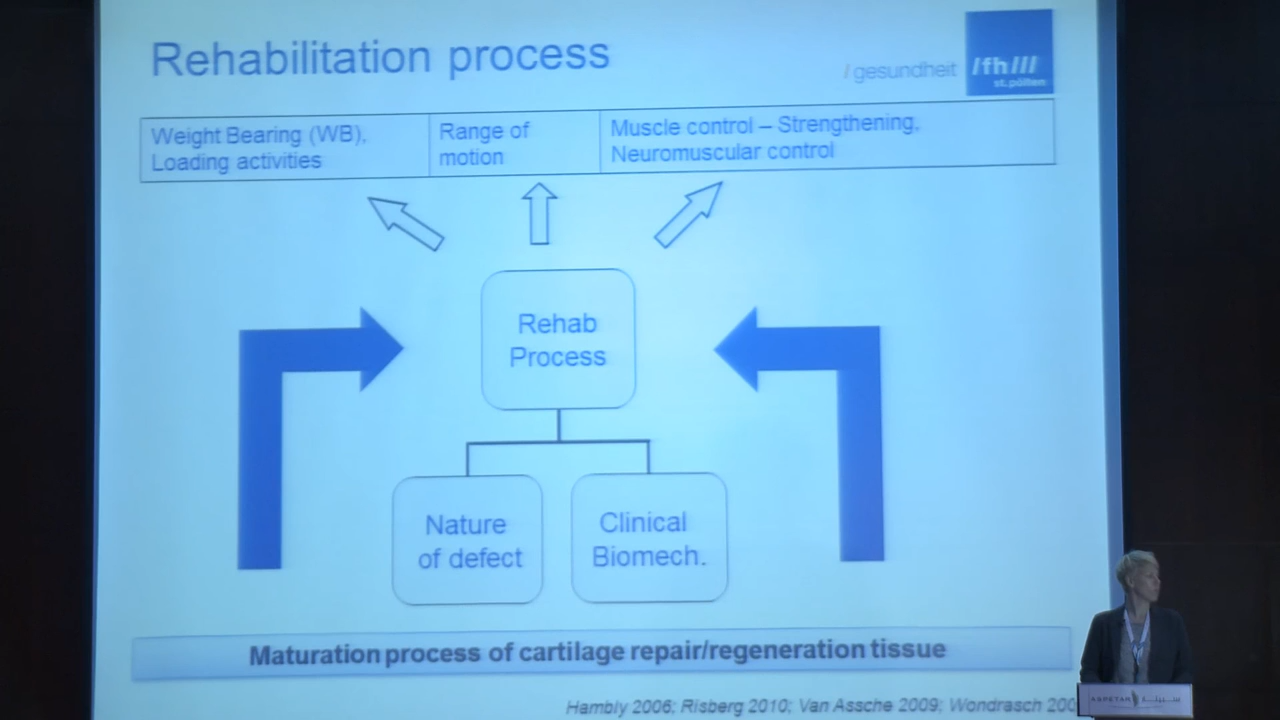 Rehabilitation process
/ gesundheit
/fh///
st.pölten
Weight Bearing (WB),
Loading activities
Range of
motion
Muscle control – Strengthening,
Neuromuscular control
Rehab
Process
Nature
of defect
Clinical
Biomech.
Maturation process of cartilage repair/regeneration tissue
Hambly 2006; Risberg 2010; Van Assche 2009; Wondrasch 200
ASPETAR